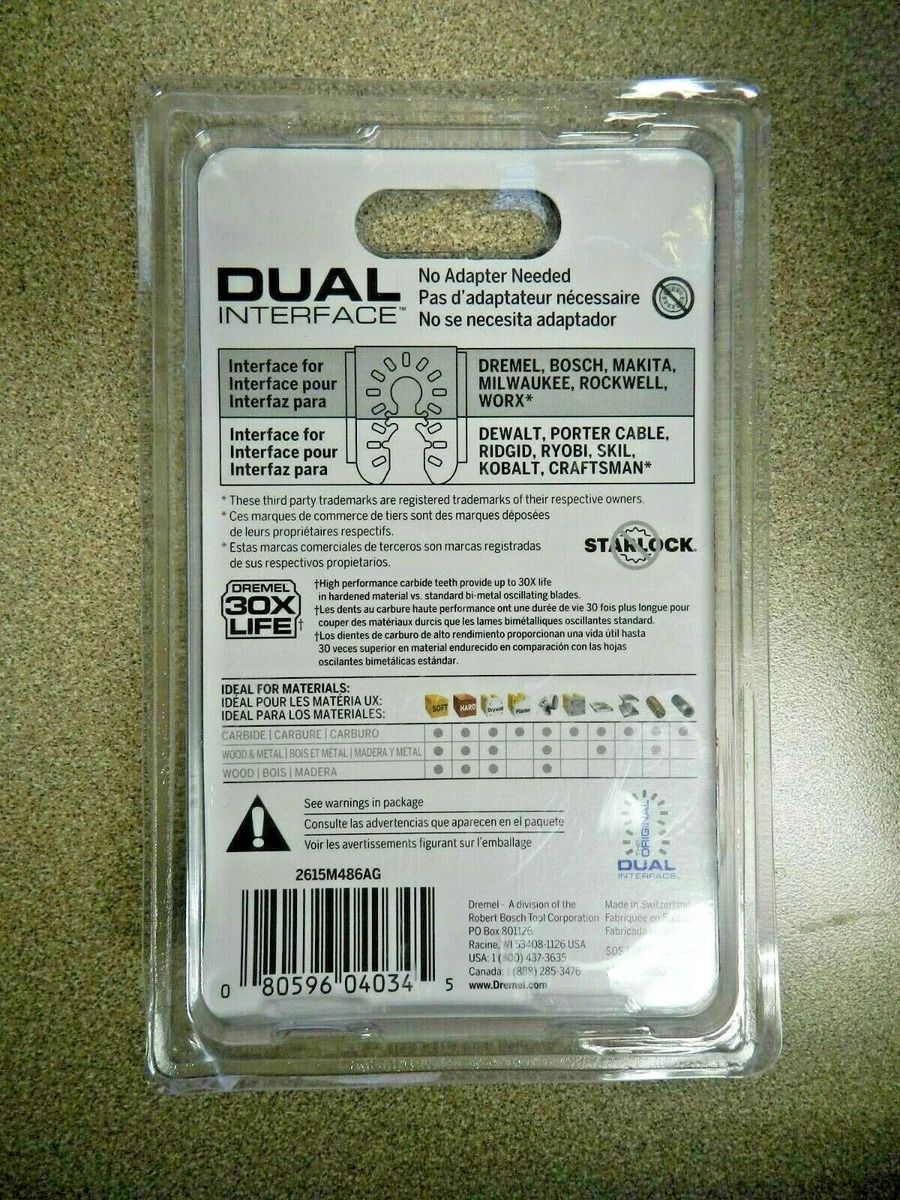 DUAL
INTERFACE™
No Adapter Needed
Pas d'adaptateur nécessaire
No se necesita adaptador
Interface for
Interface pour
Interfaz para
DREMEL, BOSCH, MAKITA,
MILWAUKEE, ROCKWELL,
WORX*
Interface for
Interface pour
Interfaz para
DEWALT, PORTER CABLE,
RIDGID, RYOBI, SKIL,
KOBALT, CRAFTSMAN*
* These third party trademarks are registered trademarks of their respective owners.
* Ces marques de commerce de tiers sont des marques déposées
de leurs propriétaires respectifs.
* Estas marcas comerciales de terceros son marcas registradas
de sus respectivos propietarios.
STARLOCK®
DREMEL
30X
LIFE†
†High performance carbide teeth provide up to 30X life
in hardened material vs. standard bi-metal oscillating blades.
†Les dents au carbure haute performance ont une durée de vie 30 fois plus longue pour
couper des matériaux durcis que les lames bimétalliques oscillantes standard.
†Los dientes de carburo de alto rendimiento proporcionan una vida útil hasta
30 veces superior en material endurecido en comparación con las hojas
oscilantes bimetálicas estándar.
IDEAL FOR MATERIALS:
IDÉAL POUR LES MATÉRIA UX:
IDEAL PARA LOS MATERIALES:
SOFT HARD Drywall Plaster
CARBIDE | CARBURE | CARBURO
WOOD & METAL | BOIS ET MÉTAL | MADERA Y METAL
WOOD | BOIS | MADERA
See warnings in package
Consulte las advertencias que aparecen en el paquete
Voir les avertissements figurant sur l'emballage
THE ORIGINAL
DUAL
INTERFACE™
2615M486AG
0 80596 04034 5
Dremel - A division of the
Robert Bosch Tool Corporation
PO Box 801126
Racine, WI 53408-1126 USA
USA: 1 (800) 437-3635
Canada: 1 (888) 285-3476
www.Dremel.com
Made in Switzerland
Fabriquée en
Fabricada